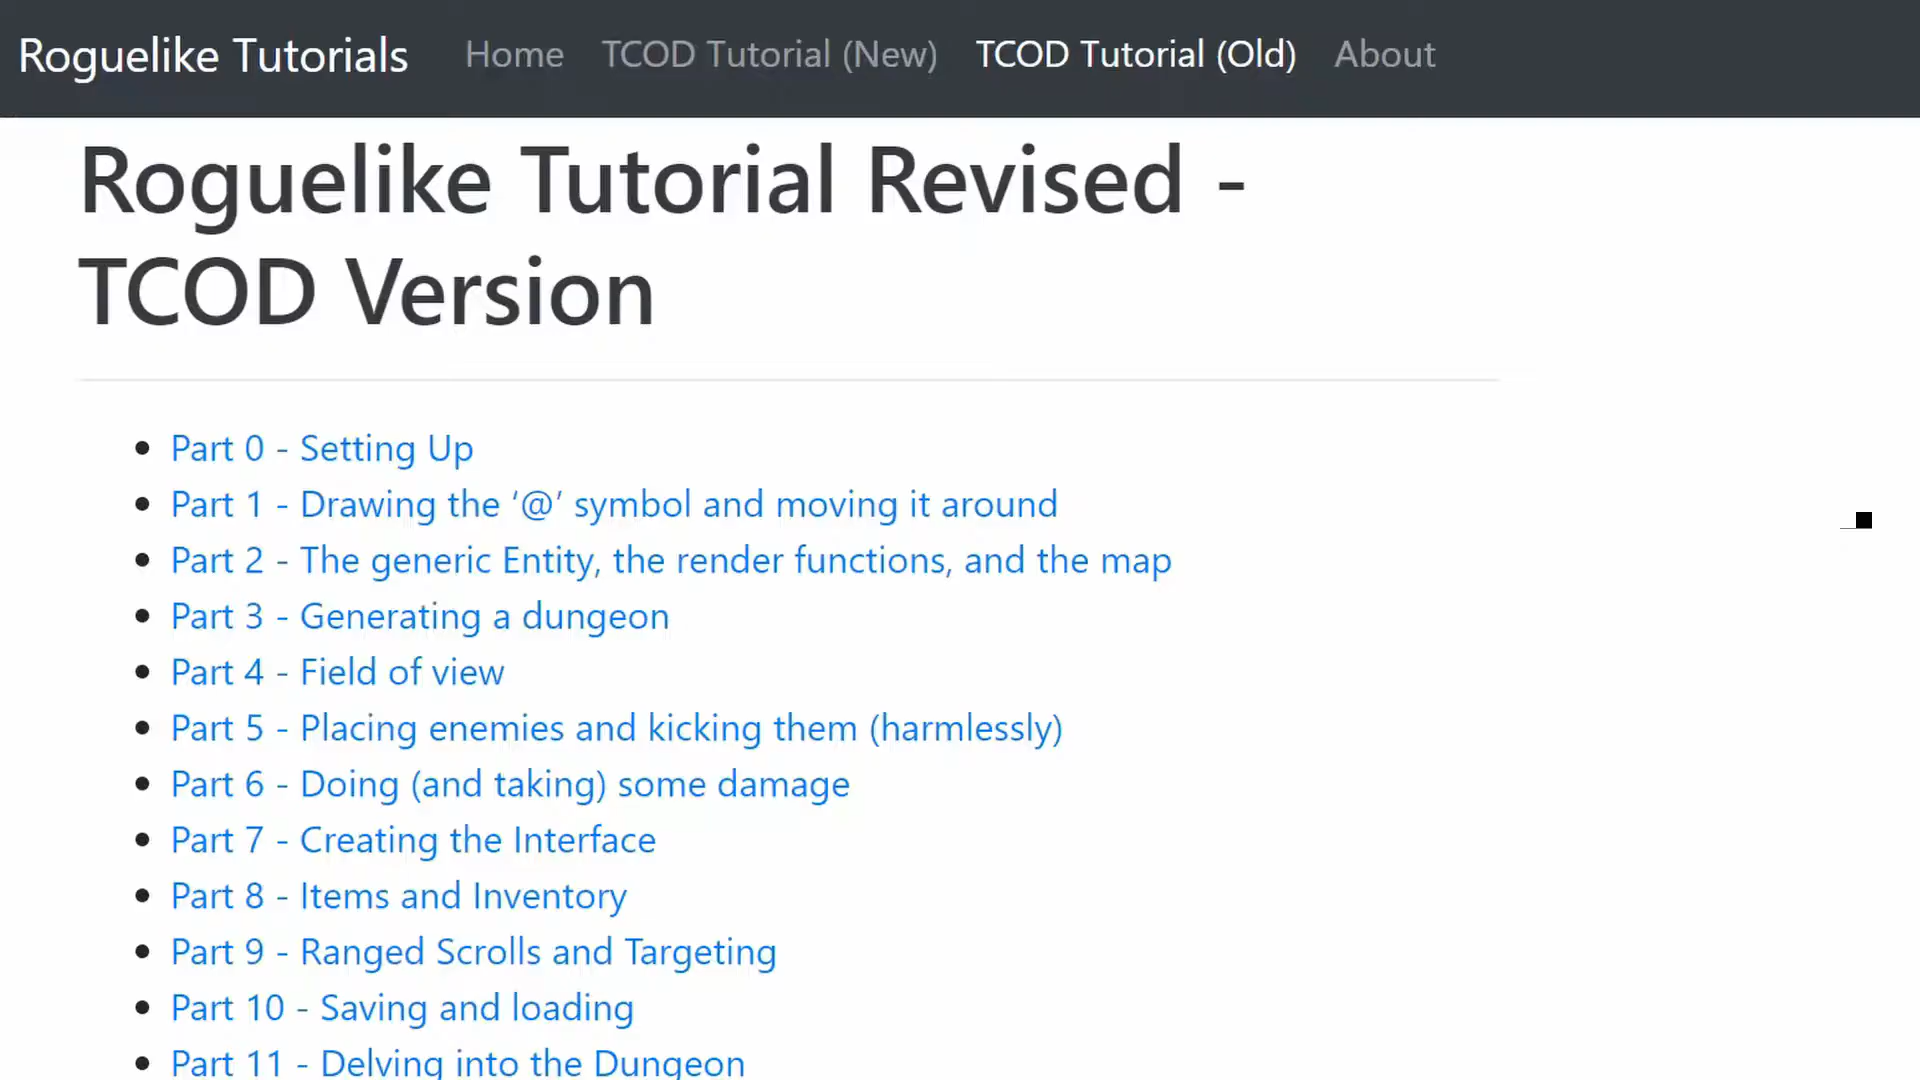 Roguelike Tutorials Home TCOD Tutorial (New) TCOD Tutorial (Old) About
Roguelike Tutorial Revised -
TCOD Version
Part 0 - Setting Up
Part 1 - Drawing the ‘@’ symbol and moving it around
Part 2 - The generic Entity, the render functions, and the map
Part 3 - Generating a dungeon
Part 4 - Field of view
Part 5 - Placing enemies and kicking them (harmlessly)
Part 6 - Doing (and taking) some damage
Part 7 - Creating the Interface
Part 8 - Items and Inventory
Part 9 - Ranged Scrolls and Targeting
Part 10 - Saving and loading
Part 11 - Delving into the Dungeon